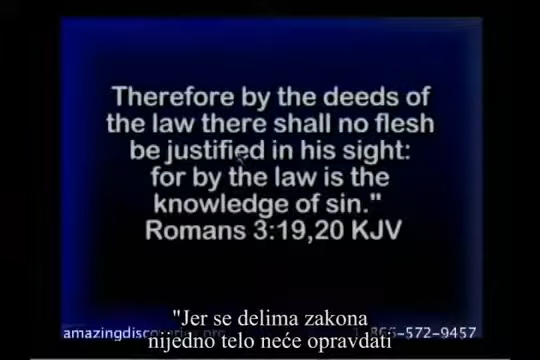 Therefore by the deeds of
the law there shall no flesh
be justified in his sight:
for by the law is the
knowledge of sin."
Romans 3:19,20 KJV
"Jer se delima zakona
nijedno telo neće opravdati